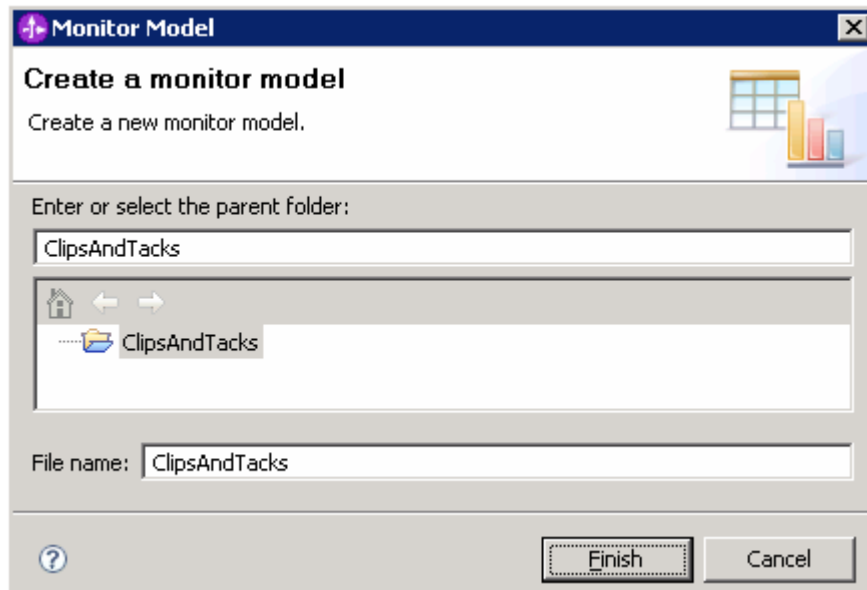 Monitor Model
Create a monitor model
Create a new monitor model.
Enter or select the parent folder:
ClipsAndTacks
ClipsAndTacks
File name: ClipsAndTacks
Finish Cancel